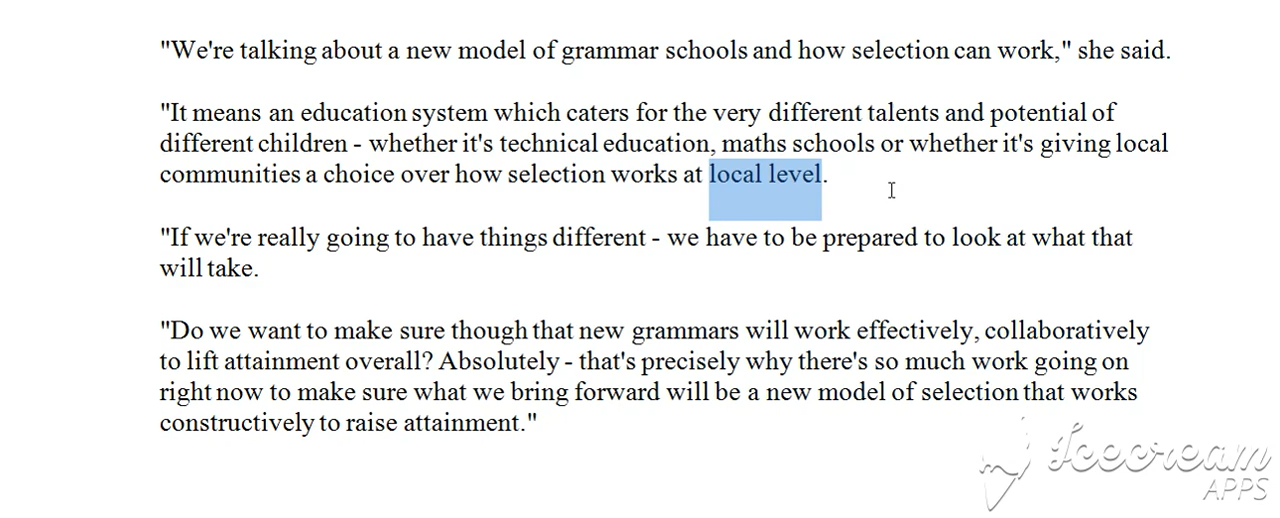 "We're talking about a new model of grammar schools and how selection can work," she said.
"It means an education system which caters for the very different talents and potential of
different children - whether it's technical education, maths schools or whether it's giving local
communities a choice over how selection works at local level.
"If we're really going to have things different - we have to be prepared to look at what that
will take.
"Do we want to make sure though that new grammars will work effectively, collaboratively
to lift attainment overall? Absolutely - that's precisely why there's so much work going on
right now to make sure what we bring forward will be a new model of selection that works
constructively to raise attainment."
Icecream
APPS